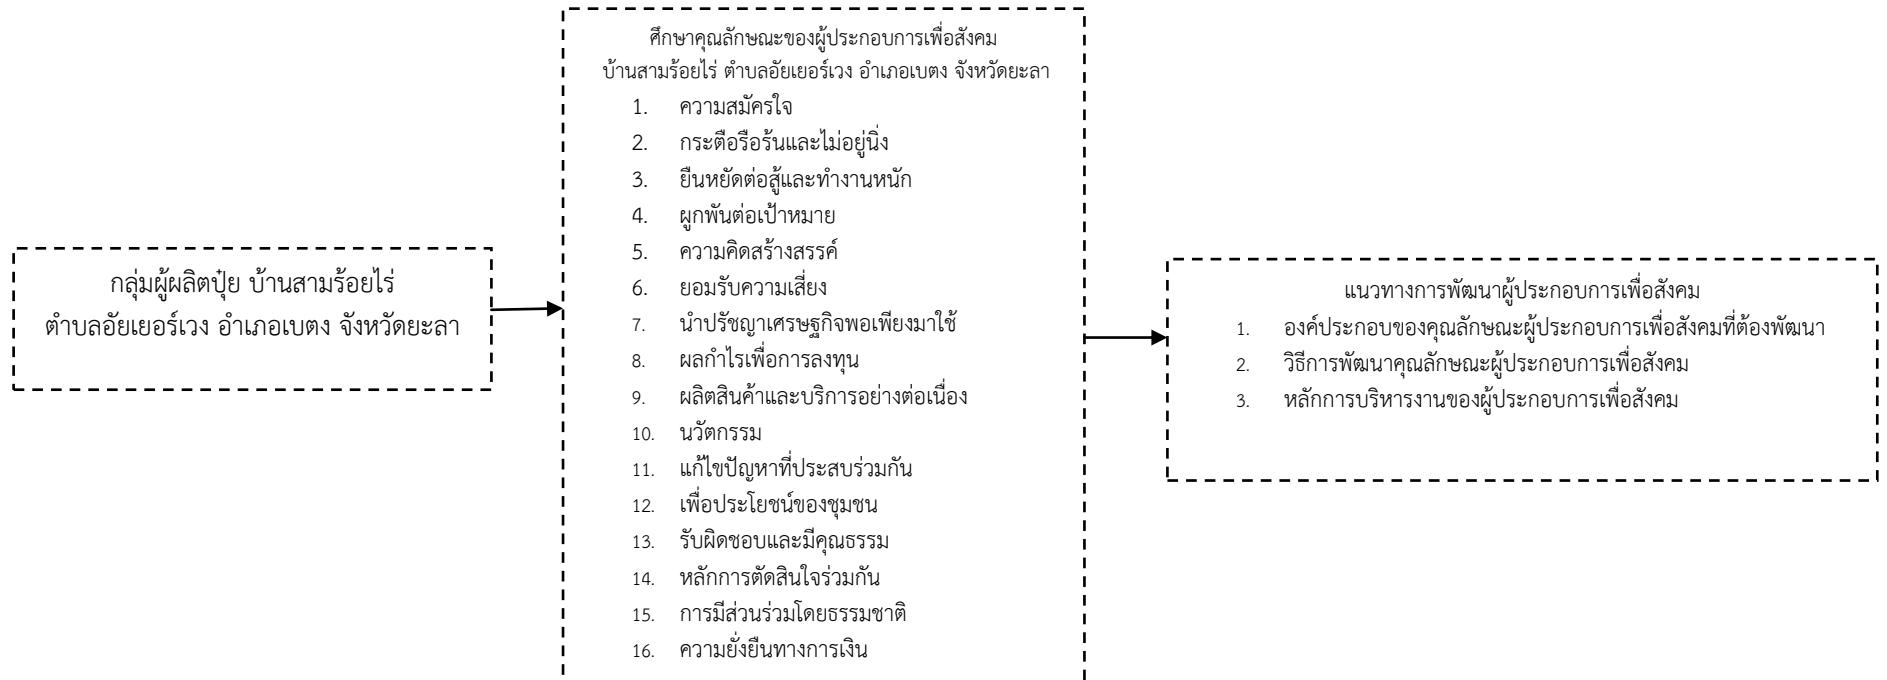 กลุ่มผู้ผลิตปุ๋ย บ้านสามร้อยไร่
ตำบลอัยเยอร์เวง อำเภอเบตง จังหวัดยะลา
ศึกษาคุณลักษณะของผู้ประกอบการเพื่อสังคม
บ้านสามร้อยไร่ ตำบลอัยเยอร์เวง อำเภอเบตง จังหวัดยะลา
1. ความสมัครใจ
2. กระตือรือร้นและไม่อยู่นิ่ง
3. ยืนหยัดต่อสู้และทำงานหนัก
4. ผูกพันต่อเป้าหมาย
5. ความคิดสร้างสรรค์
6. ยอมรับความเสี่ยง
7. นำปรัชญาเศรษฐกิจพอเพียงมาใช้
8. ผลกำไรเพื่อการลงทุน
9. ผลิตสินค้าและบริการอย่างต่อเนื่อง
10. นวัตกรรม
11. แก้ไขปัญหาที่ประสบร่วมกัน
12. เพื่อประโยชน์ของชุมชน
13. รับผิดชอบและมีคุณธรรม
14. หลักการตัดสินใจร่วมกัน
15. การมีส่วนร่วมโดยธรรมชาติ
16. ความยั่งยืนทางการเงิน
แนวทางการพัฒนาผู้ประกอบการเพื่อสังคม
1. องค์ประกอบของคุณลักษณะผู้ประกอบการเพื่อสังคมที่ต้องพัฒนา
2. วิธีการพัฒนาคุณลักษณะผู้ประกอบการเพื่อสังคม
3. หลักการบริหารงานของผู้ประกอบการเพื่อสังคม